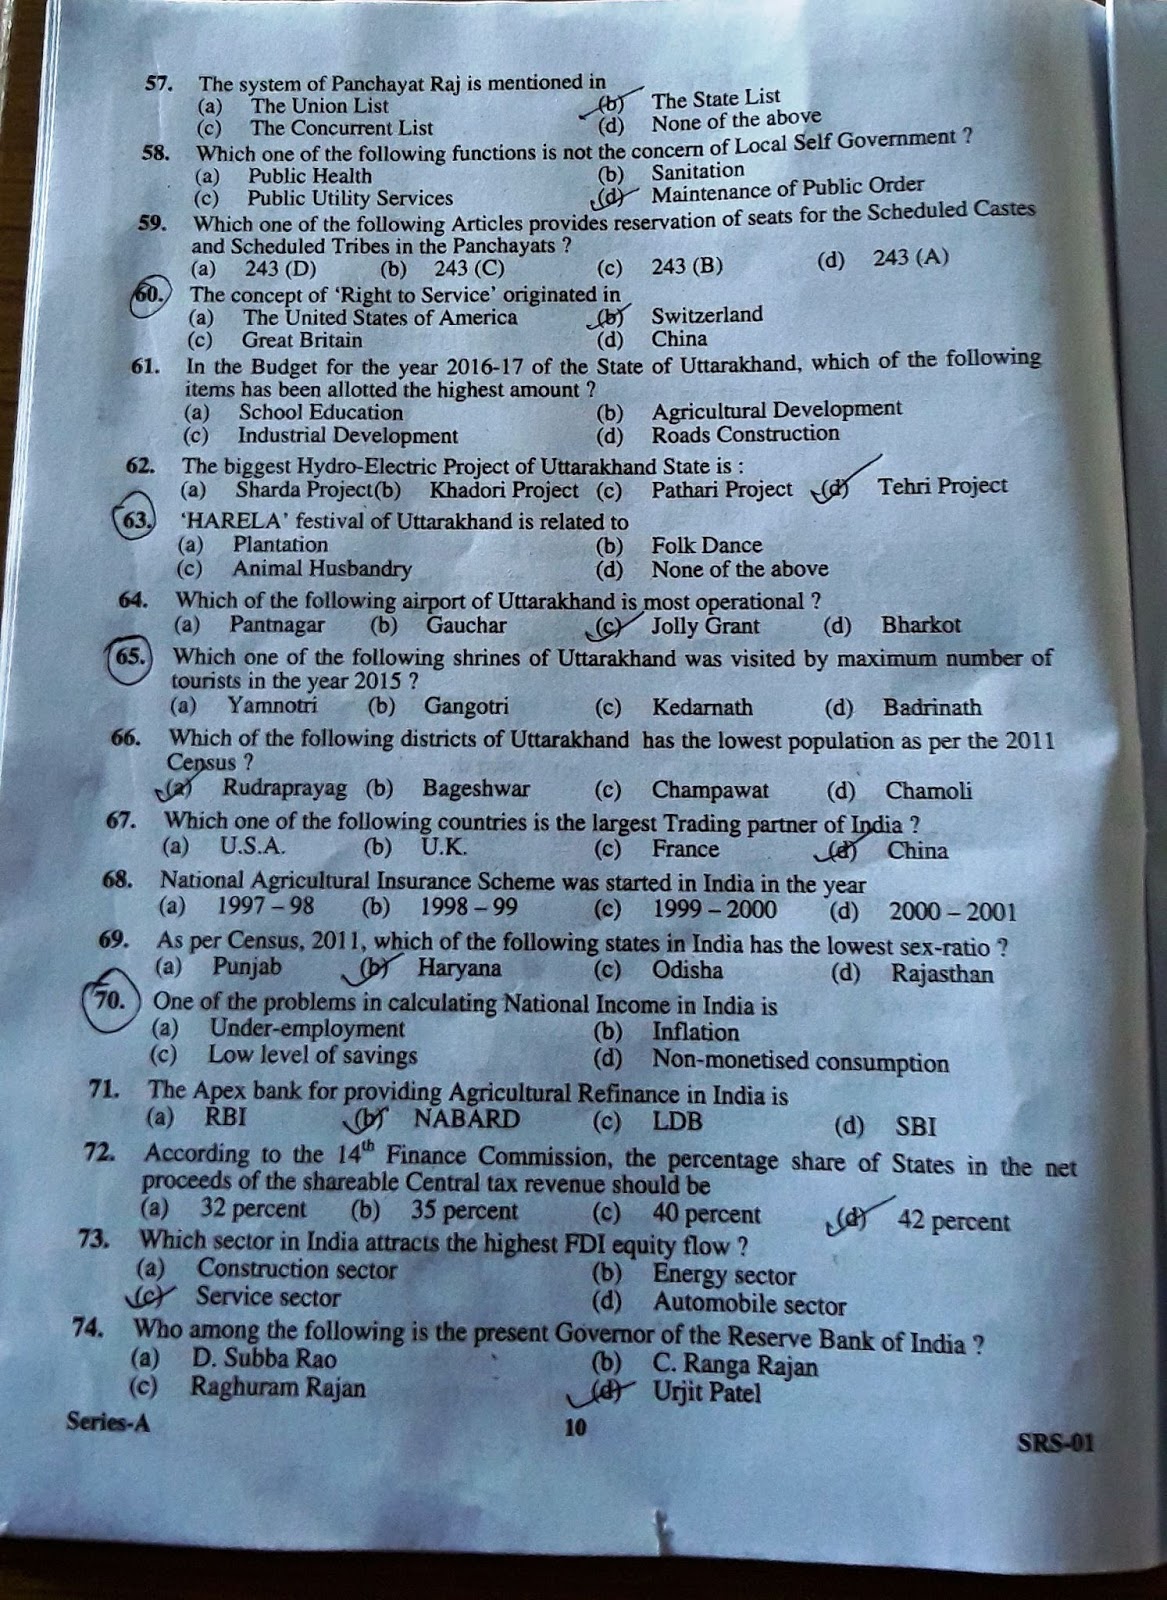 57. The system of Panchayat Raj is mentioned in
(a) The Union List (b) The State List
(c) The Concurrent List (d) None of the above
58. Which one of the following functions is not the concern of Local Self Government ?
(a) Public Health (b) Sanitation
(c) Public Utility Services (d) Maintenance of Public Order
59. Which one of the following Articles provides reservation of seats for the Scheduled Castes
and Scheduled Tribes in the Panchayats ?
(a) 243 (D) (b) 243 (C) (c) 243 (B) (d) 243 (A)
60. The concept of ‘Right to Service’ originated in
(a) The United States of America (b) Switzerland
(c) Great Britain (d) China
61. In the Budget for the year 2016-17 of the State of Uttarakhand, which of the following
items has been allotted the highest amount ?
(a) School Education (b) Agricultural Development
(c) Industrial Development (d) Roads Construction
62. The biggest Hydro-Electric Project of Uttarakhand State is :
(a) Sharda Project(b) Khadori Project (c) Pathari Project (d) Tehri Project
63. ‘HARELA’ festival of Uttarakhand is related to
(a) Plantation (b) Folk Dance
(c) Animal Husbandry (d) None of the above
64. Which of the following airport of Uttarakhand is most operational ?
(a) Pantnagar (b) Gauchar (c) Jolly Grant (d) Bharkot
65. Which one of the following shrines of Uttarakhand was visited by maximum number of
tourists in the year 2015 ?
(a) Yamnotri (b) Gangotri (c) Kedarnath (d) Badrinath
66. Which of the following districts of Uttarakhand has the lowest population as per the 2011
Census ?
(a) Rudraprayag (b) Bageshwar (c) Champawat (d) Chamoli
67. Which one of the following countries is the largest Trading partner of India ?
(a) U.S.A. (b) U.K. (c) France (d) China
68. National Agricultural Insurance Scheme was started in India in the year
(a) 1997 – 98 (b) 1998 – 99 (c) 1999 – 2000 (d) 2000 – 2001
69. As per Census, 2011, which of the following states in India has the lowest sex-ratio ?
(a) Punjab (b) Haryana (c) Odisha (d) Rajasthan
70. One of the problems in calculating National Income in India is
(a) Under-employment (b) Inflation
(c) Low level of savings (d) Non-monetised consumption
71. The Apex bank for providing Agricultural Refinance in India is
(a) RBI (b) NABARD (c) LDB (d) SBI
72. According to the 14th Finance Commission, the percentage share of States in the net
proceeds of the shareable Central tax revenue should be
(a) 32 percent (b) 35 percent (c) 40 percent (d) 42 percent
73. Which sector in India attracts the highest FDI equity flow ?
(a) Construction sector (b) Energy sector
(c) Service sector (d) Automobile sector
74. Who among the following is the present Governor of the Reserve Bank of India ?
(a) D. Subba Rao (b) C. Ranga Rajan
(c) Raghuram Rajan (d) Urjit Patel
Series-A 10 SRS-01